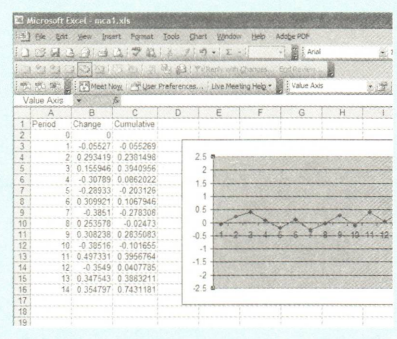 Microsoft Excel - mca1.xls
File Edit View Insert Format Tools Chart Window Help Adobe PDF
Arial
Reply with Changes...
Meet Now User Preferences... Live Meeting Help Value Axis
Value Axis fx
A B C D E F G H I
1 Period Change Cumulative
2 0 0
3 1 -0.05527 -0.055269
4 2 0.293419 0.2381498
5 3 0.155946 0.3940956
6 4 -0.30789 0.0862022
7 5 -0.28933 -0.203126
8 6 0.309921 0.1067946
9 7 -0.3851 -0.278308
10 8 0.253578 -0.02473
11 9 0.308238 0.2835083
12 10 -0.38516 -0.101655
13 11 0.497331 0.3956764
14 12 -0.3549 0.0407785
15 13 0.347543 0.3883211
16 14 0.354797 0.7431181
17
18
19
2.5
2
1.5
1
0.5
0
1 2 3 4 5 6 7 8 9 10 11 12
-0.5
-1
-1.5
-2
-2.5